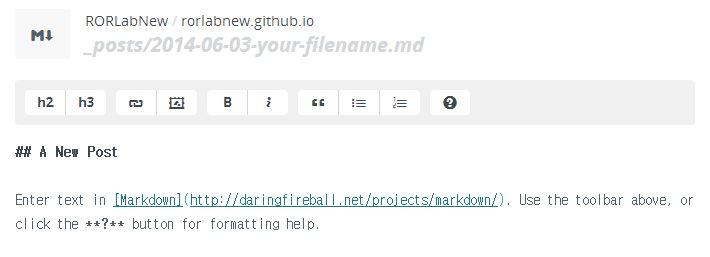 M↓
RORLabNew / rorlabnew.github.io
_posts/2014-06-03-your-filename.md
h2 h3 B i “ ?
## A New Post
Enter text in [Markdown](http://daringfireball.net/projects/markdown/). Use the toolbar above, or
click the **?** button for formatting help.